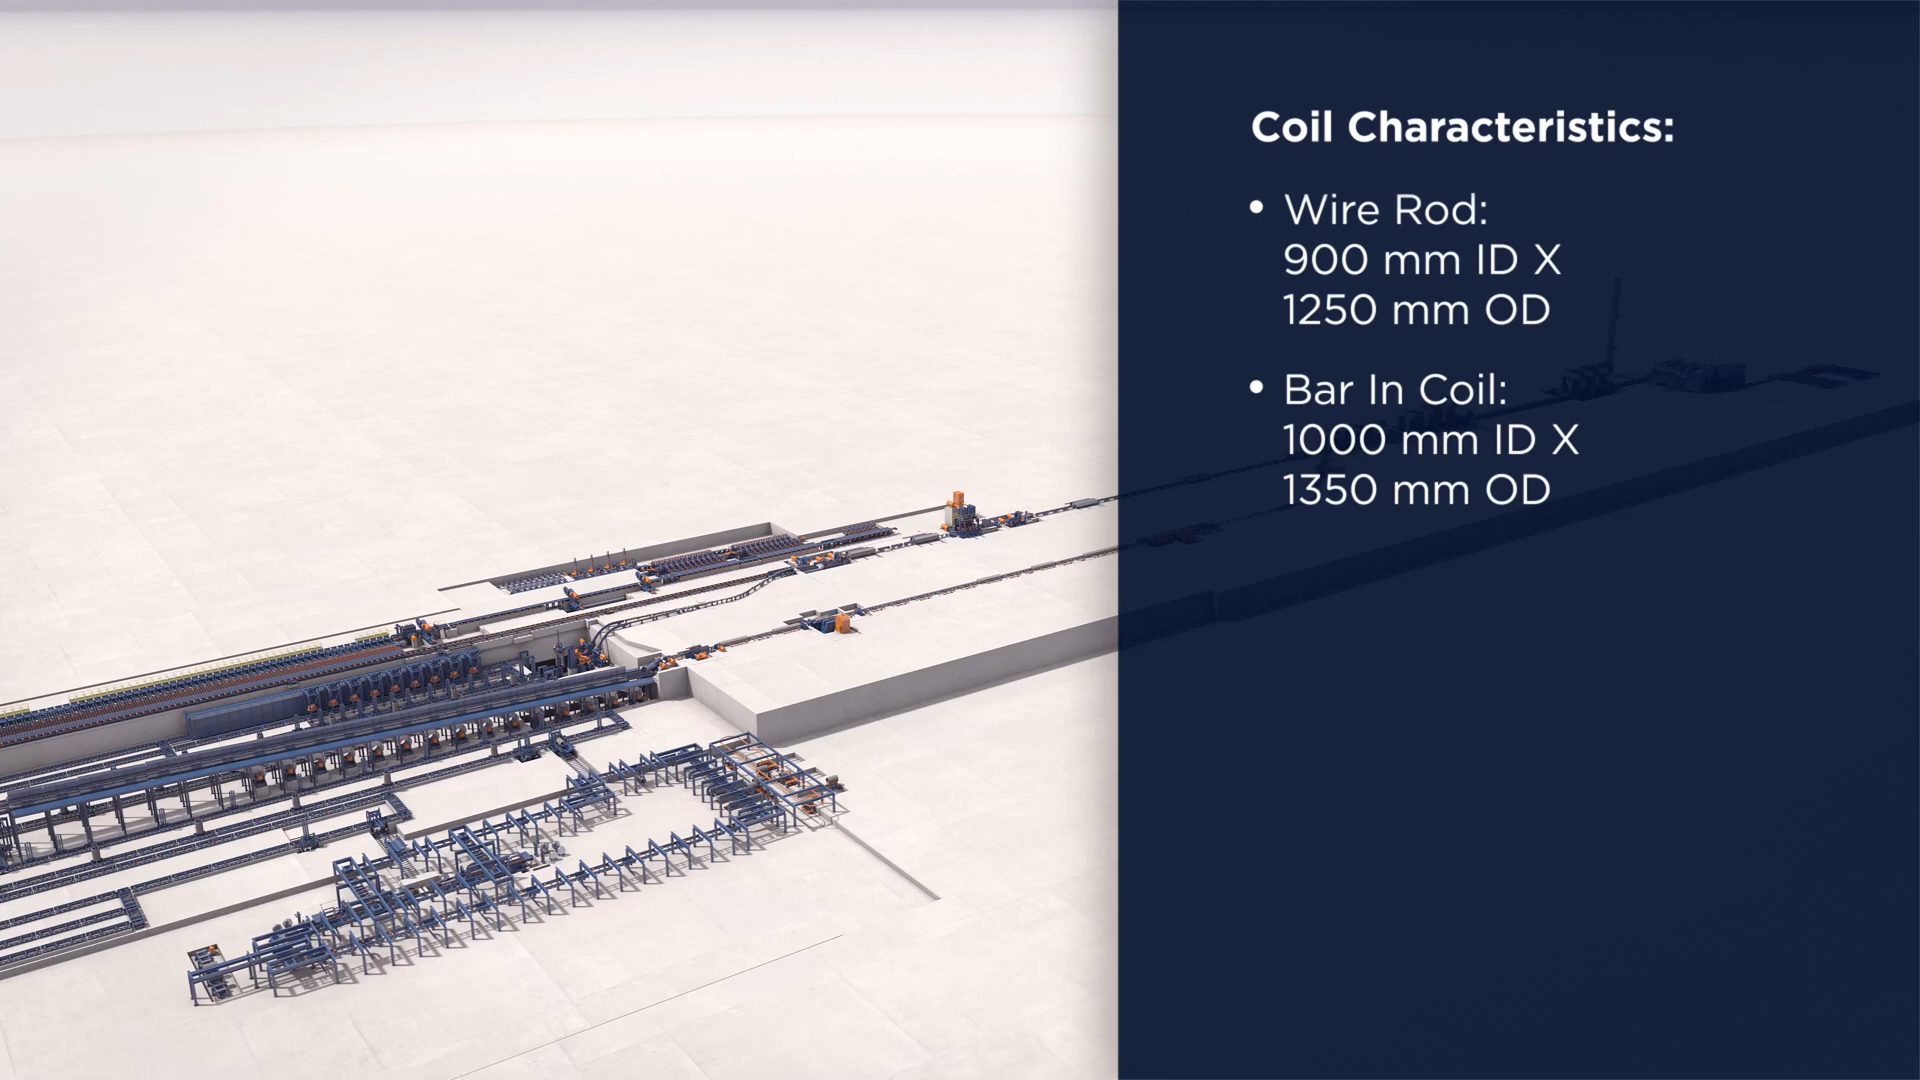 Coil Characteristics:
• Wire Rod:
900 mm ID X
1250 mm OD
• Bar In Coil:
1000 mm ID X
1350 mm OD